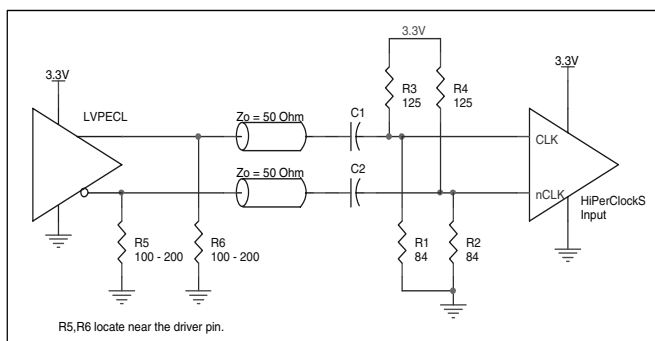 3.3V
3.3V
3.3V
LVPECL
R3
125
R4
125
Zo = 50 Ohm
C1
CLK
Zo = 50 Ohm
C2
nCLK
HiPerClockS
Input
R5
100 - 200
R6
100 - 200
R1
84
R2
84
R5,R6 locate near the driver pin.